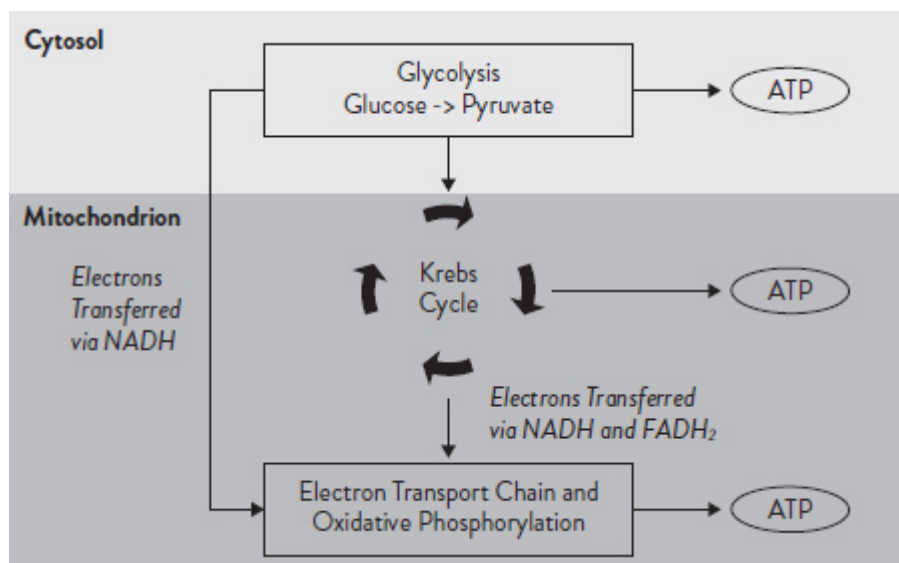 Cytosol
Glycolysis
Glucose -> Pyruvate
ATP
Mitochondrion
Electrons
Transferred
via NADH
Krebs
Cycle
ATP
Electrons Transferred
via NADH and FADH₂
Electron Transport Chain and
Oxidative Phosphorylation
ATP